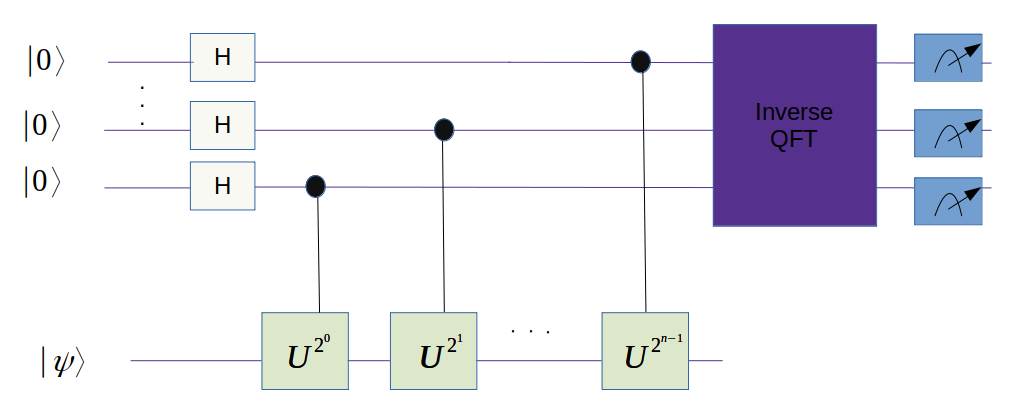 |0⟩ H
|0⟩ H
|0⟩ H
Inverse
QFT
|ψ⟩ U^{2^0} U^{2^1} . . . U^{2^{n-1}}